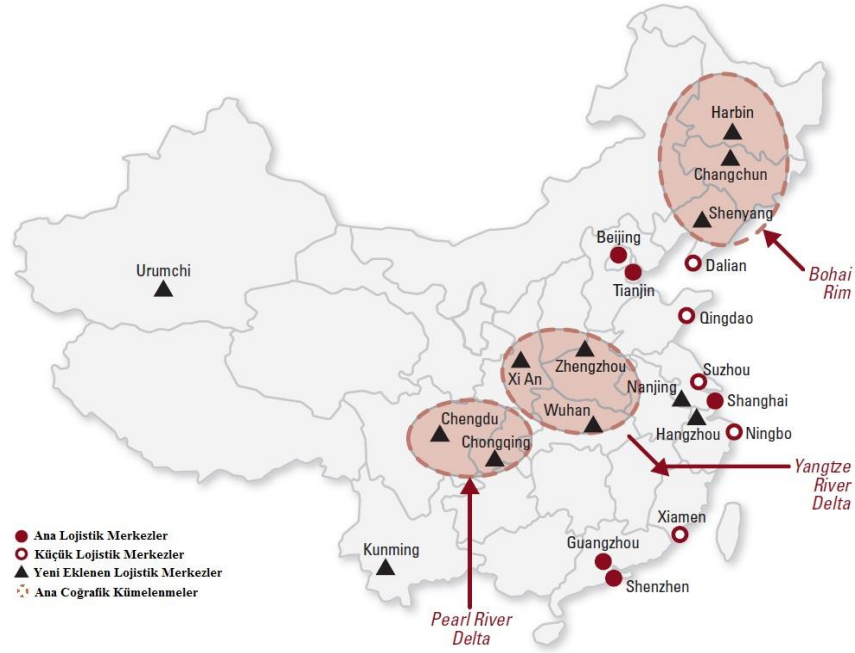 Harbin
Changchun
Shenyang
Beijing
Tianjin
Dalian
Bohai
Rim
Urumchi
Qingdao
Zhengzhou
Xi An
Suzhou
Nanjing
Shanghai
Wuhan
Hangzhou
Ningbo
Chengdu
Chongqing
Yangtze
River
Delta
Xiamen
Guangzhou
Kunming
Shenzhen
Pearl River
Delta
Ana Lojistik Merkezler
Küçük Lojistik Merkezler
Yeni Eklenen Lojistik Merkezler
Ana Coğrafik Kümelenmeler